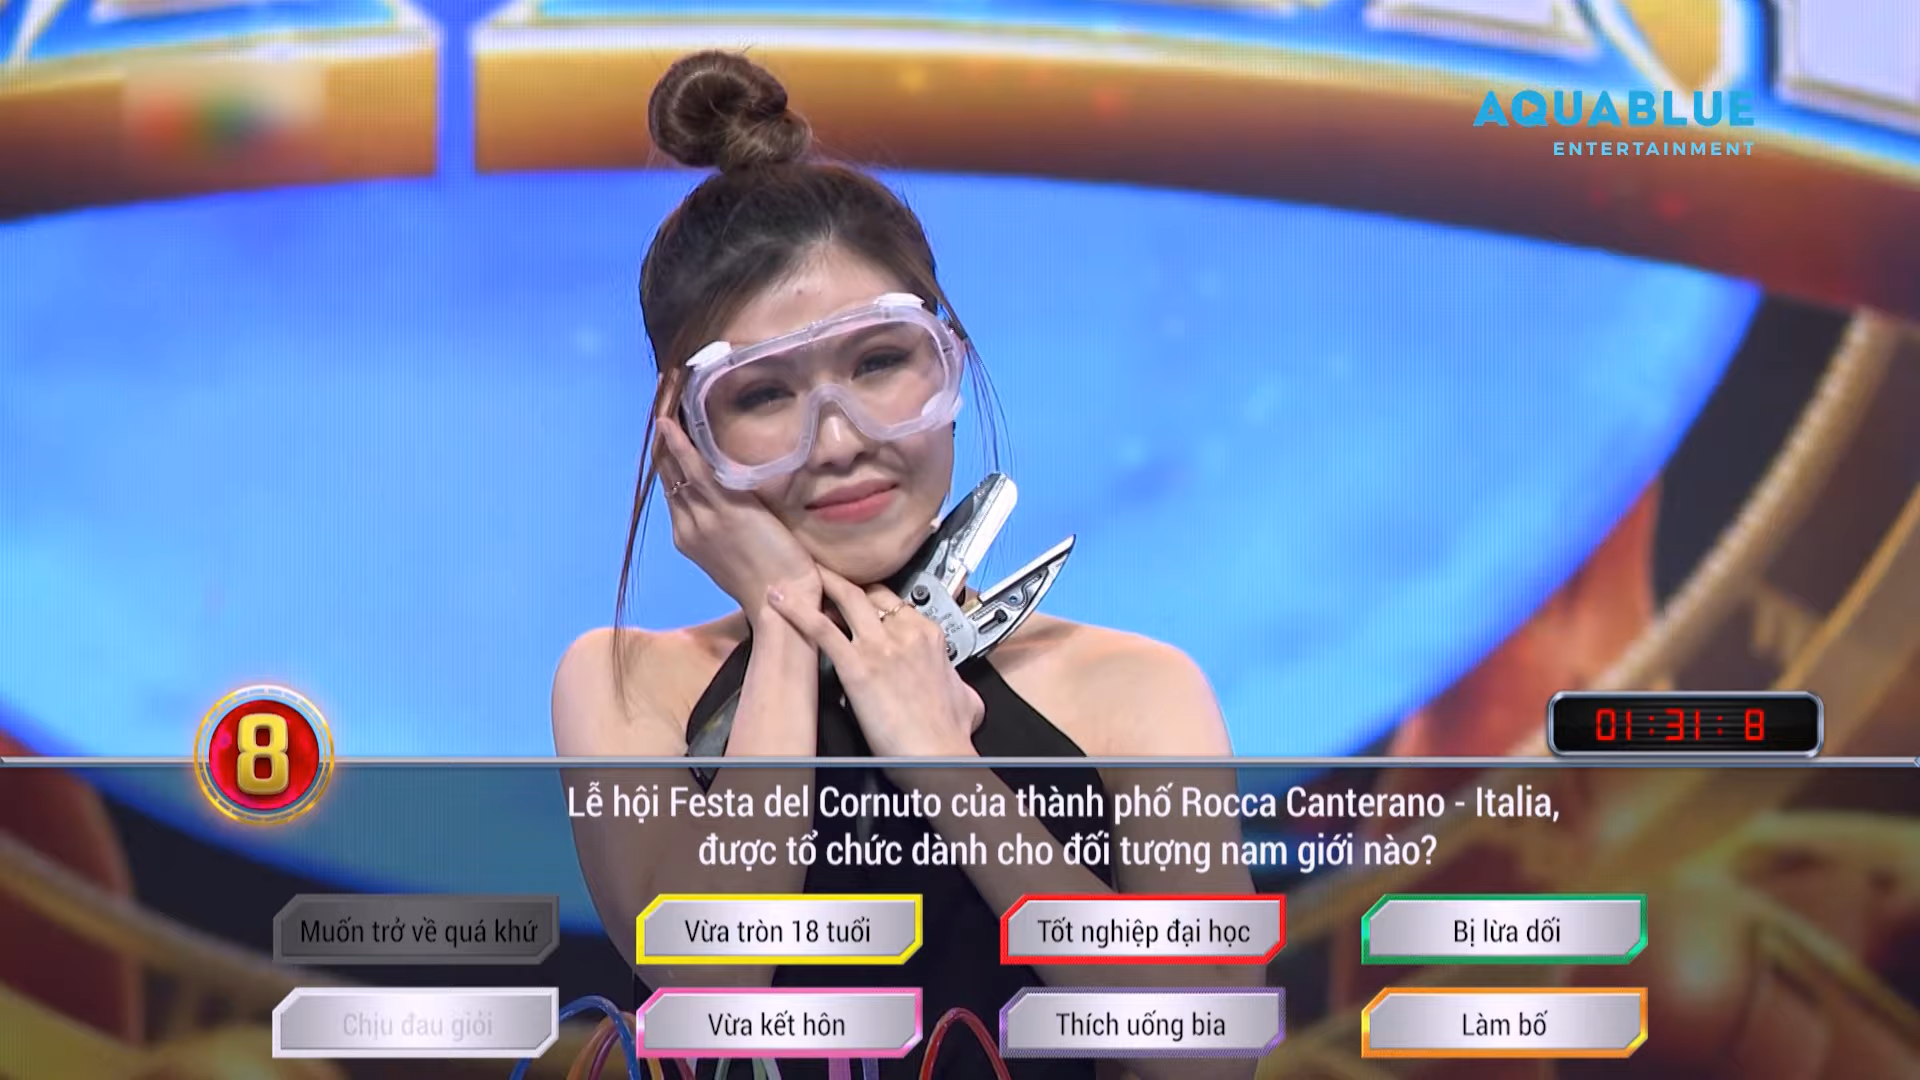 AQUABLUE
ENTERTAINMENT
8
01:31: 8
Lễ hội Festa del Cornuto của thành phố Rocca Canterano - Italia,
được tổ chức dành cho đối tượng nam giới nào?
Muốn trở về quá khứ
Vừa tròn 18 tuổi
Tốt nghiệp đại học
Bị lừa dối
Chịu đau giỏi
Vừa kết hôn
Thích uống bia
Làm bố